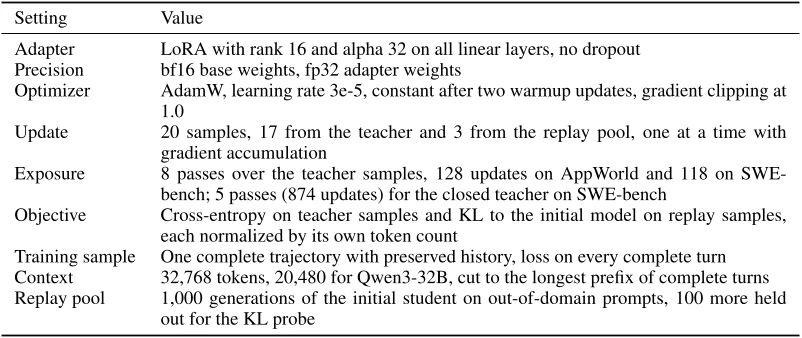 Setting Value
Adapter LoRA with rank 16 and alpha 32 on all linear layers, no dropout
Precision bf16 base weights, fp32 adapter weights
Optimizer AdamW, learning rate 3e-5, constant after two warmup updates, gradient clipping at
1.0
Update 20 samples, 17 from the teacher and 3 from the replay pool, one at a time with
gradient accumulation
Exposure 8 passes over the teacher samples, 128 updates on AppWorld and 118 on SWE-
bench; 5 passes (874 updates) for the closed teacher on SWE-bench
Objective Cross-entropy on teacher samples and KL to the initial model on replay samples,
each normalized by its own token count
Training sample One complete trajectory with preserved history, loss on every complete turn
Context 32,768 tokens, 20,480 for Qwen3-32B, cut to the longest prefix of complete turns
Replay pool 1,000 generations of the initial student on out-of-domain prompts, 100 more held
out for the KL probe